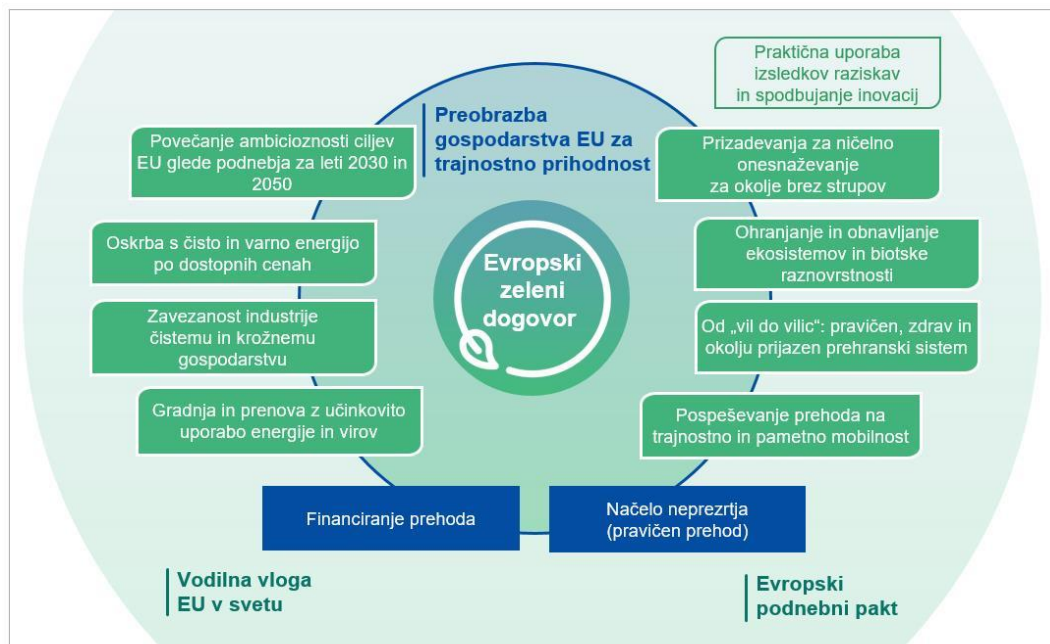 Praktična uporaba
izsledkov raziskav
in spodbujanje inovacij
Preobrazba
gospodarstva EU za
trajnostno prihodnost
Povečanje ambicioznosti ciljev
EU glede podnebja za leti 2030 in
2050
Prizadevanja za ničelno
onesnaževanje
za okolje brez strupov
Oskrba s čisto in varno energijo
po dostopnih cenah
Ohranjanje in obnavljanje
ekosistemov in biotske
raznovrstnosti
Evropski
zeleni
dogovor
Zavezanost industrije
čistemu in krožnemu
gospodarstvu
Od „vil do vilic“: pravičen, zdrav in
okolju prijazen prehranski sistem
Gradnja in prenova z učinkovito
uporabo energije in virov
Pospeševanje prehoda na
trajnostno in pametno mobilnost
Financiranje prehoda
Načelo neprezrtja
(pravičen prehod)
Vodilna vloga
EU v svetu
Evropski
podnebni pakt